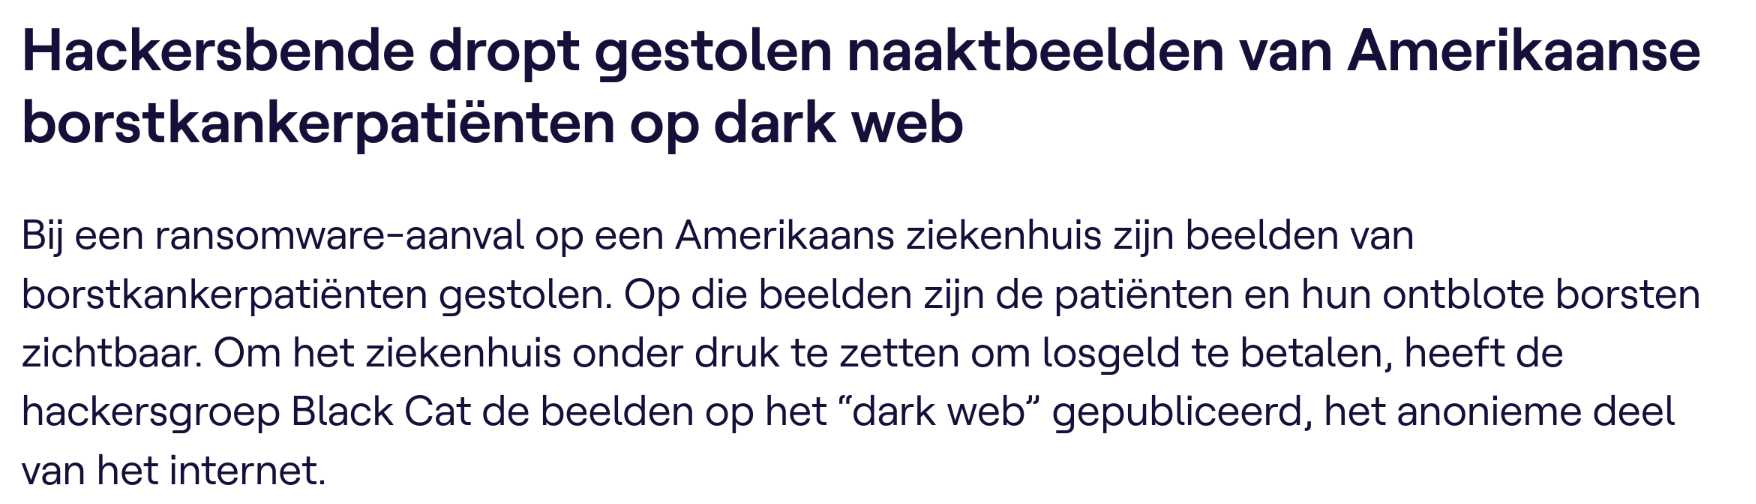 Hackersbende dropt gestolen naaktbeelden van Amerikaanse
borstkankerpatiënten op dark web
Bij een ransomware-aanval op een Amerikaans ziekenhuis zijn beelden van
borstkankerpatiënten gestolen. Op die beelden zijn de patiënten en hun ontblote borsten
zichtbaar. Om het ziekenhuis onder druk te zetten om losgeld te betalen, heeft de
hackersgroep Black Cat de beelden op het “dark web” gepubliceerd, het anonieme deel
van het internet.